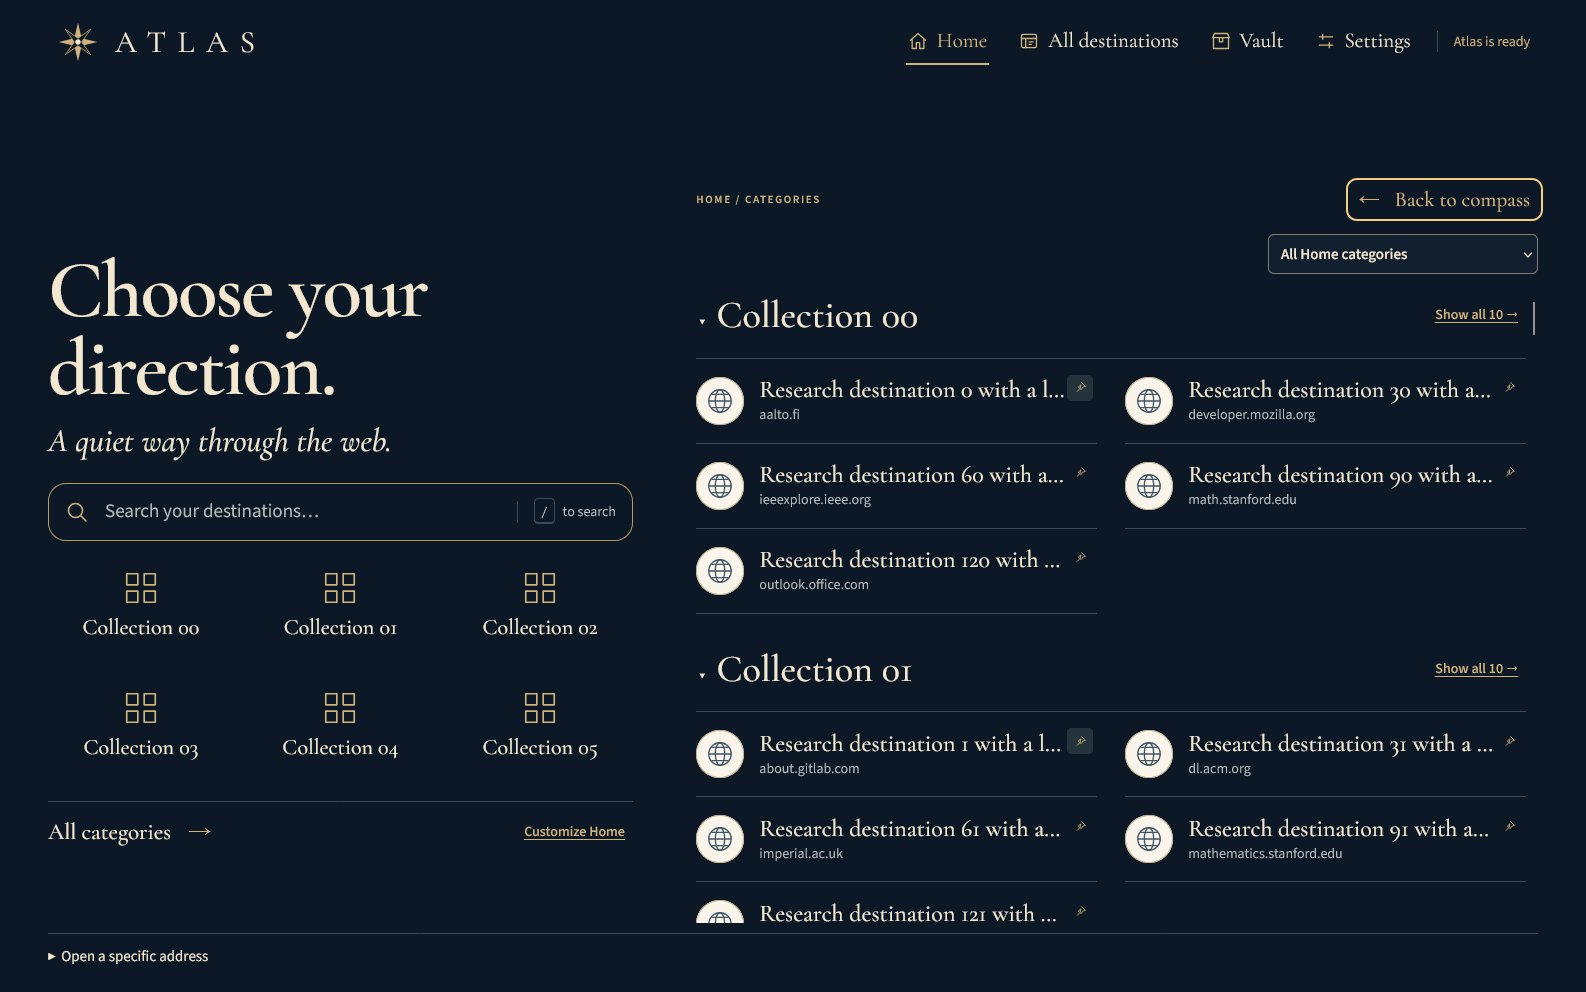 ATLAS
Home
All destinations
Vault
Settings
Atlas is ready
HOME / CATEGORIES
← Back to compass
All Home categories
Choose your
direction.
A quiet way through the web.
Search your destinations…
/ to search
Collection 00
Collection 01
Collection 02
Collection 03
Collection 04
Collection 05
All categories →
Customize Home
▾ Collection 00
Show all 10 →
Research destination 0 with a l…
aalto.fi
Research destination 30 with a…
developer.mozilla.org
Research destination 60 with a…
ieeexplore.ieee.org
Research destination 90 with a…
math.stanford.edu
Research destination 120 with …
outlook.office.com
▾ Collection 01
Show all 10 →
Research destination 1 with a l…
about.gitlab.com
Research destination 31 with a …
dl.acm.org
Research destination 61 with a…
imperial.ac.uk
Research destination 91 with a…
mathematics.stanford.edu
Research destination 121 with …
▸ Open a specific address